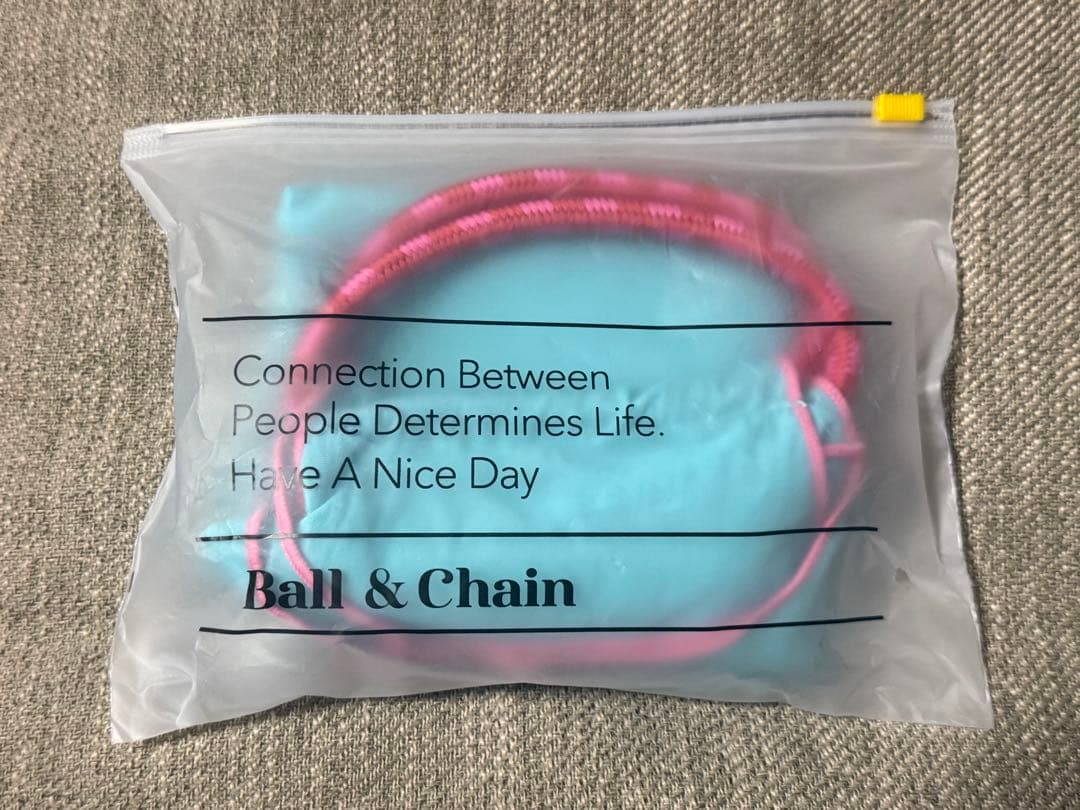 Connection Between
People Determines Life.
Have A Nice Day
Ball & Chain